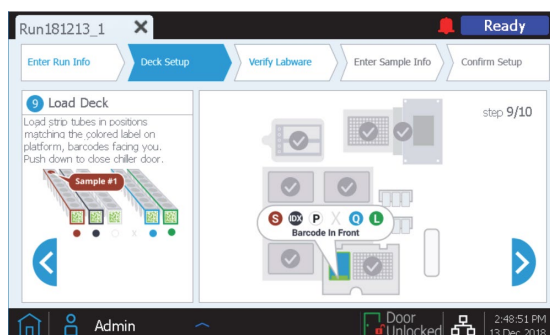 Run181213_1
Ready
Enter Run Info
Deck Setup
Verify Labware
Enter Sample Info
Confirm Setup
9 Load Deck
Load strip tubes in positions
matching the colored label on
platform, barcodes facing you.
Push down to close chiller door.
Sample #1
X
step 9/10
S IDX P X Q L
Barcode In Front
Admin
Door
Unlocked
2:48:51 PM
13 Dec 2018